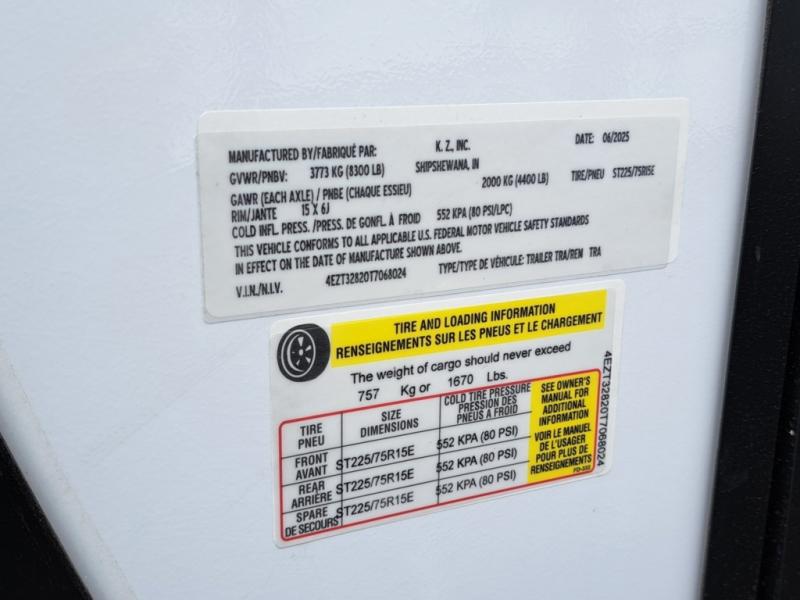 MANUFACTURED BY/FABRIQUÉ PAR: K. Z., INC. DATE: 06/2025
GVWR/PNBV: 3773 KG (8300 LB) SHIPSHEWANA, IN
GAWR (EACH AXLE) / PNBE (CHAQUE ESSIEU) 2000 KG (4400 LB) TIRE/PNEU ST225/75R15E
RIM/JANTE 15 X 6J
COLD INFL. PRESS. /PRESS. DE GONFL. À FROID 552 KPA (80 PSI/LPC)
THIS VEHICLE CONFORMS TO ALL APPLICABLE U.S. FEDERAL MOTOR VEHICLE SAFETY STANDARDS
IN EFFECT ON THE DATE OF MANUFACTURE SHOWN ABOVE.
V.I.N./N.I.V. 4EZT32820T7068024 TYPE/TYPE DE VÉHICULE: TRAILER TRA/REN TRA
TIRE AND LOADING INFORMATION
RENSEIGNEMENTS SUR LES PNEUS ET LE CHARGEMENT
The weight of cargo should never exceed
757 Kg or 1670 Lbs.
TIRE
PNEU
SIZE
DIMENSIONS
COLD TIRE PRESSURE
PRESSION DES
PNEUS A FROID
FRONT
AVANT
ST225/75R15E
552 KPA (80 PSI)
REAR
ARRIÈRE
ST225/75R15E
552 KPA (80 PSI)
SPARE
DE SECOURS
ST225/75R15E
552 KPA (80 PSI)
SEE OWNER'S
MANUAL FOR
ADDITIONAL
INFORMATION
VOIR LE MANUEL
DE L'USAGER
POUR PLUS DE
RENSEIGNEMENTS
PD-332
4EZT32820T7068024